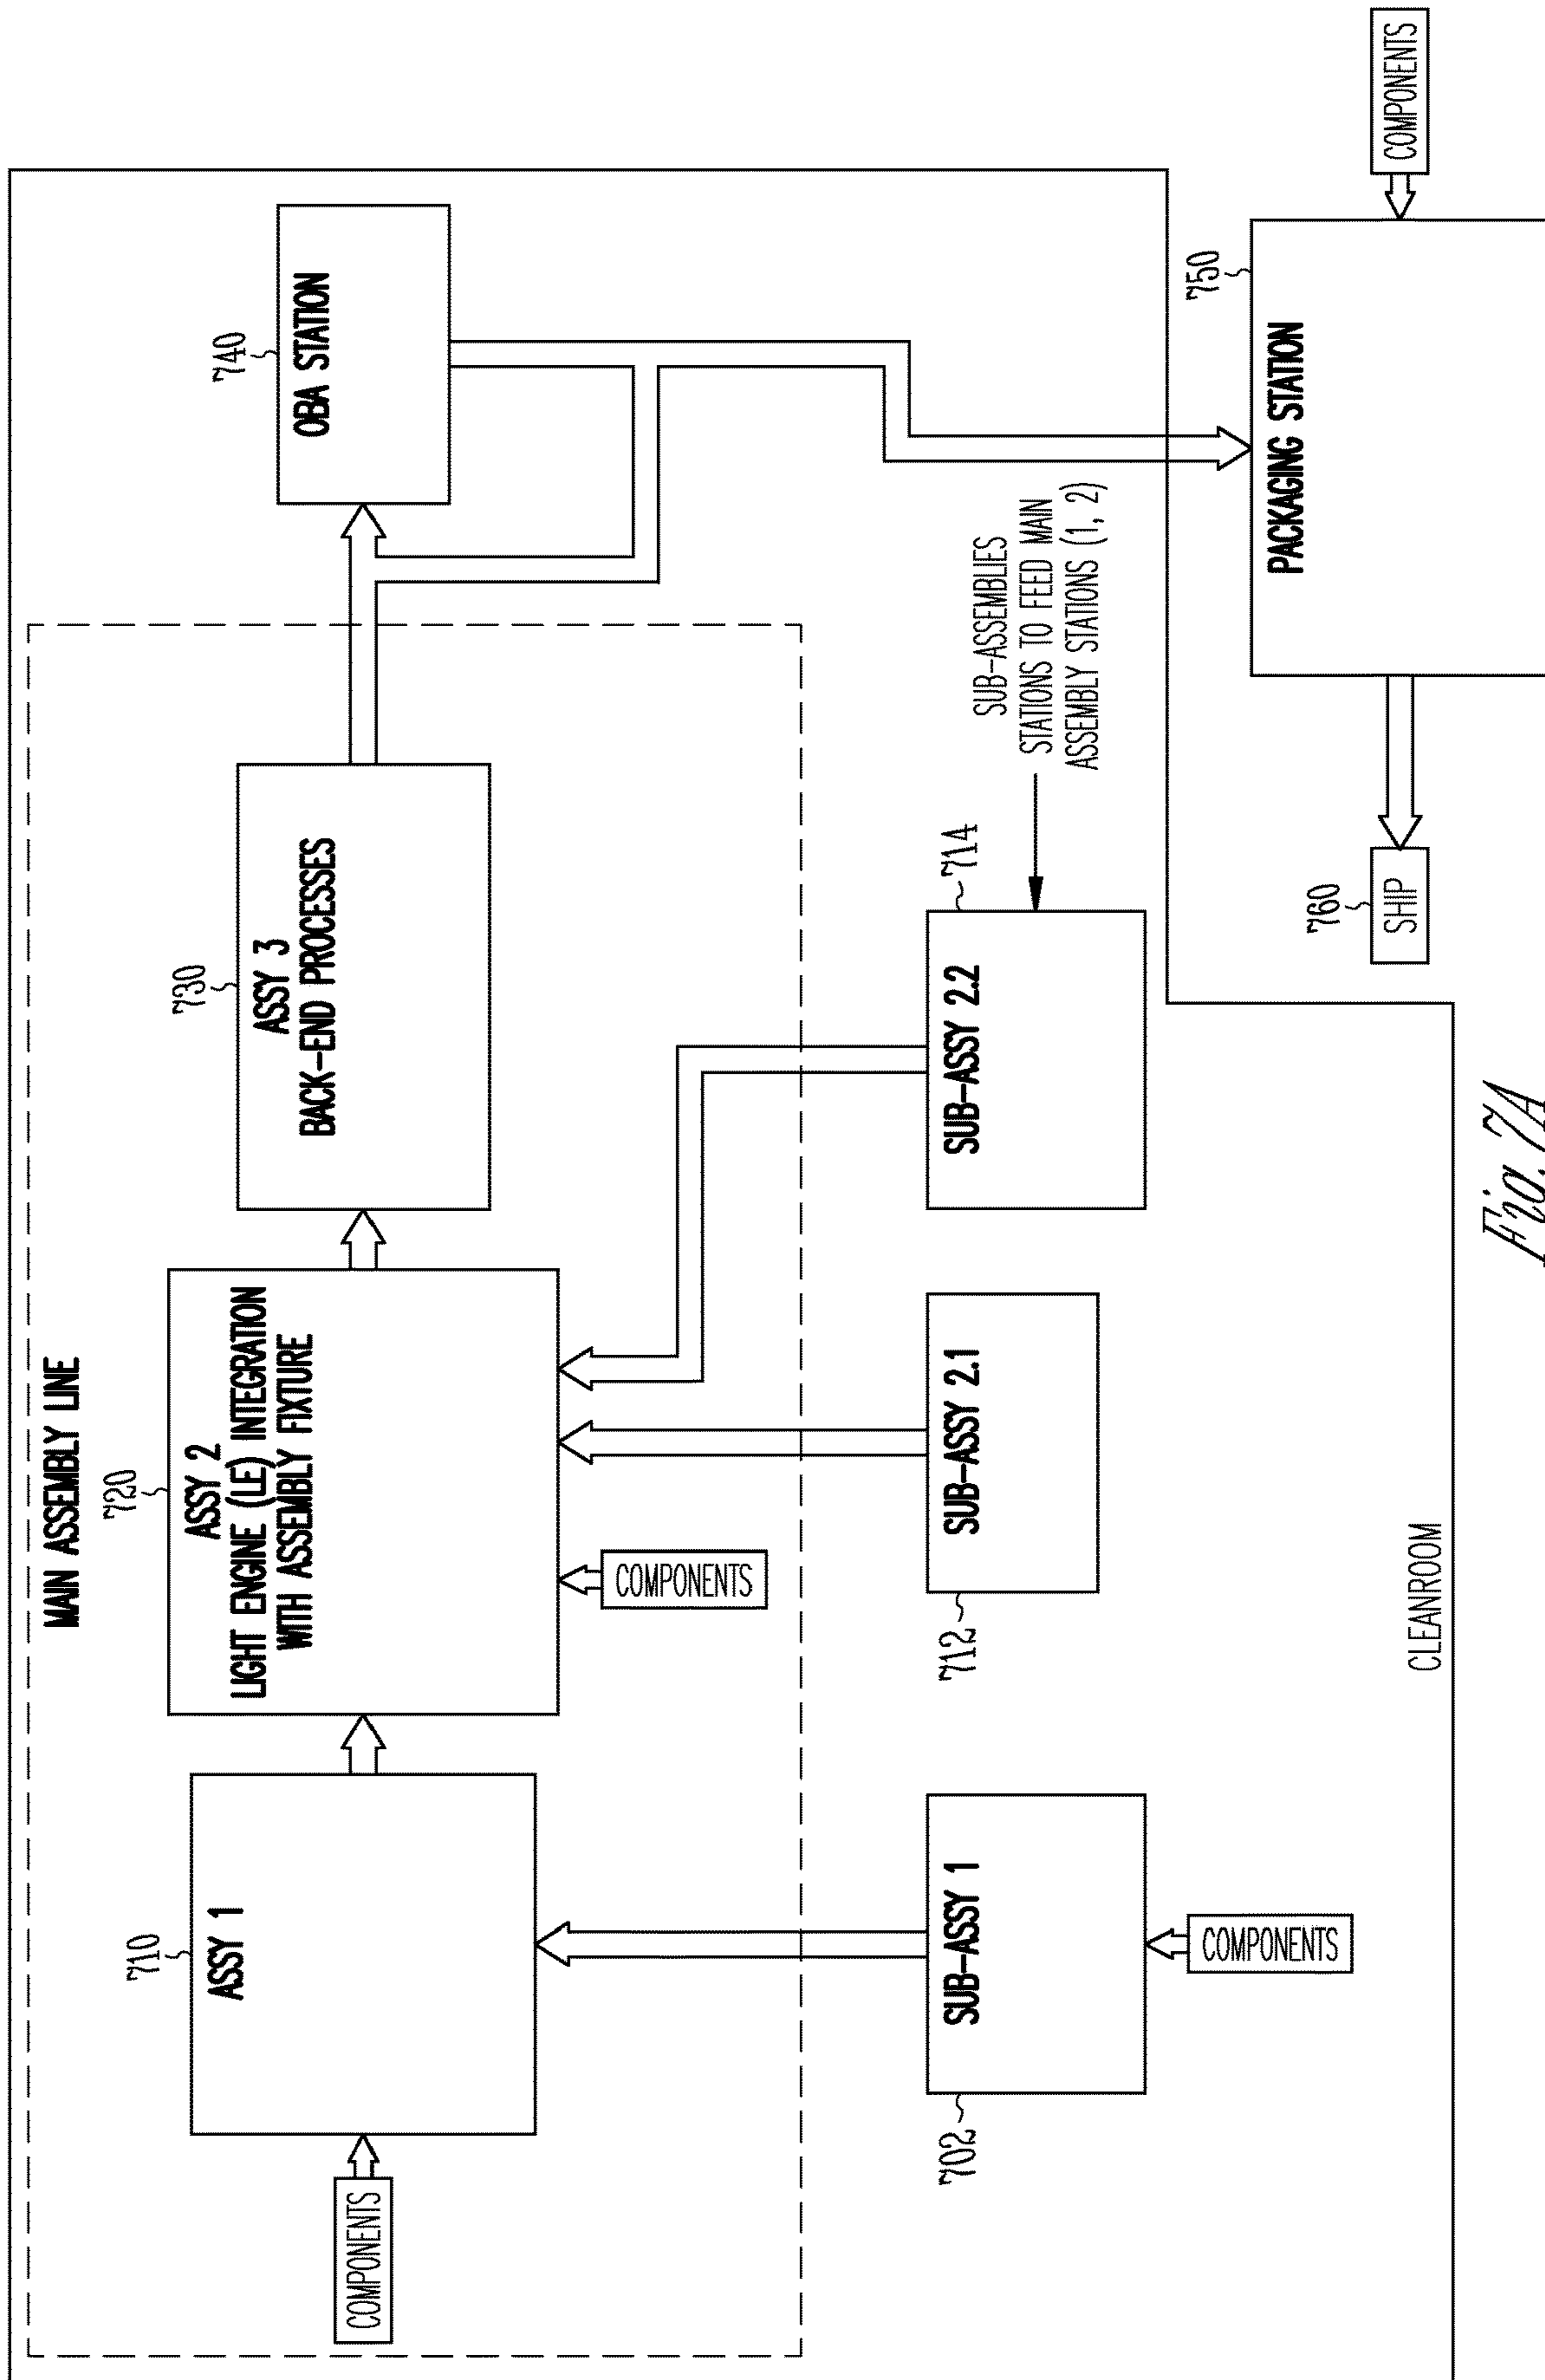 MAIN ASSEMBLY LINE
COMPONENTS
710
ASSY 1
720
ASSY 2
LIGHT ENGINE (LE) INTEGRATION
WITH ASSEMBLY FIXTURE
COMPONENTS
730
ASSY 3
BACK-END PROCESSES
740
OBA STATION
702
SUB-ASSY 1
COMPONENTS
712
SUB-ASSY 2.1
714
SUB-ASSY 2.2
SUB-ASSEMBLIES
STATIONS TO FEED MAIN
ASSEMBLY STATIONS (1, 2)
CLEANROOM
750
PACKAGING STATION
COMPONENTS
760
SHIP
Fig. 7A